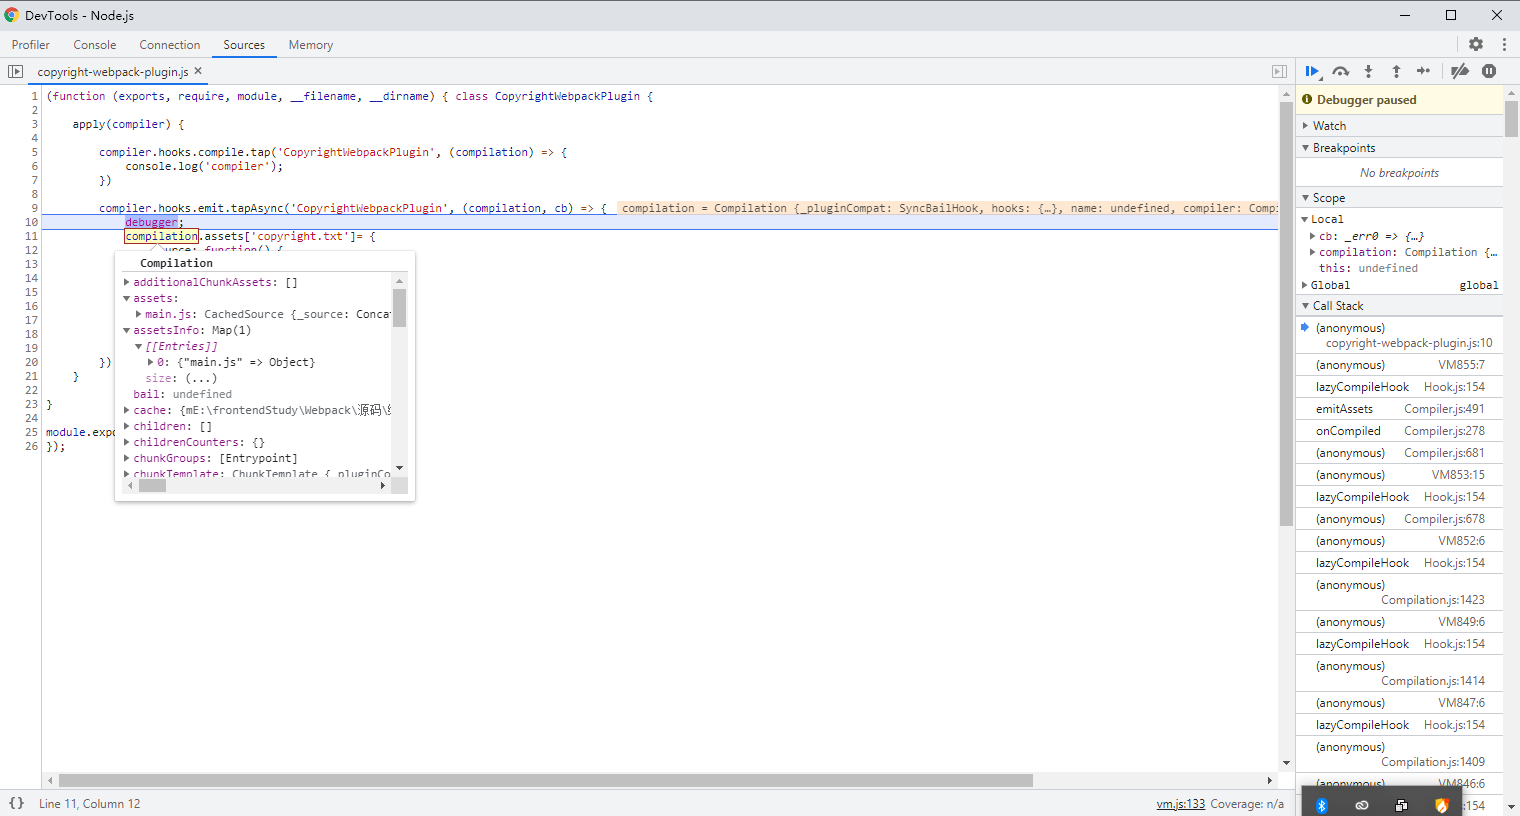 DevTools - Node.js
Profiler Console Connection Sources Memory
copyright-webpack-plugin.js ×
1 (function (exports, require, module, __filename, __dirname) { class CopyrightWebpackPlugin {
2
3 apply(compiler) {
4
5 compiler.hooks.compile.tap('CopyrightWebpackPlugin', (compilation) => {
6 console.log('compiler');
7 })
8
9 compiler.hooks.emit.tapAsync('CopyrightWebpackPlugin', (compilation, cb) => { compilation = Compilation {_pluginCompat: SyncBailHook, hooks: {…}, name: undefined, compiler: Compi
10 debugger;
11 compilation.assets['copyright.txt']= {
12 function() {
13
14
15
16
17
18
19
20 })
21 }
22
23 }
24
25 module.expo
26 });
Compilation
additionalChunkAssets: []
assets:
main.js: CachedSource {_source: Conca
assetsInfo: Map(1)
[[Entries]]
0: {"main.js" => Object}
size: (...)
bail: undefined
cache: {mE:\frontendStudy\Webpack\源码\
children: []
childrenCounters: {}
chunkGroups: [Entrypoint]
chunkTemplate: ChunkTemplate {_pluginCo
{} Line 11, Column 12
vm.js:133 Coverage: n/a
Debugger paused
Watch
Breakpoints
No breakpoints
Scope
Local
cb: _err0 => {…}
compilation: Compilation {…
this: undefined
Global global
Call Stack
(anonymous)
copyright-webpack-plugin.js:10
(anonymous) VM855:7
lazyCompileHook Hook.js:154
emitAssets Compiler.js:491
onCompiled Compiler.js:278
(anonymous) Compiler.js:681
(anonymous) VM853:15
lazyCompileHook Hook.js:154
(anonymous) Compiler.js:678
(anonymous) VM852:6
lazyCompileHook Hook.js:154
(anonymous)
Compilation.js:1423
(anonymous) VM849:6
lazyCompileHook Hook.js:154
(anonymous)
Compilation.js:1414
(anonymous) VM847:6
lazyCompileHook Hook.js:154
(anonymous)
Compilation.js:1409
(anonymous) VM846:6
:154